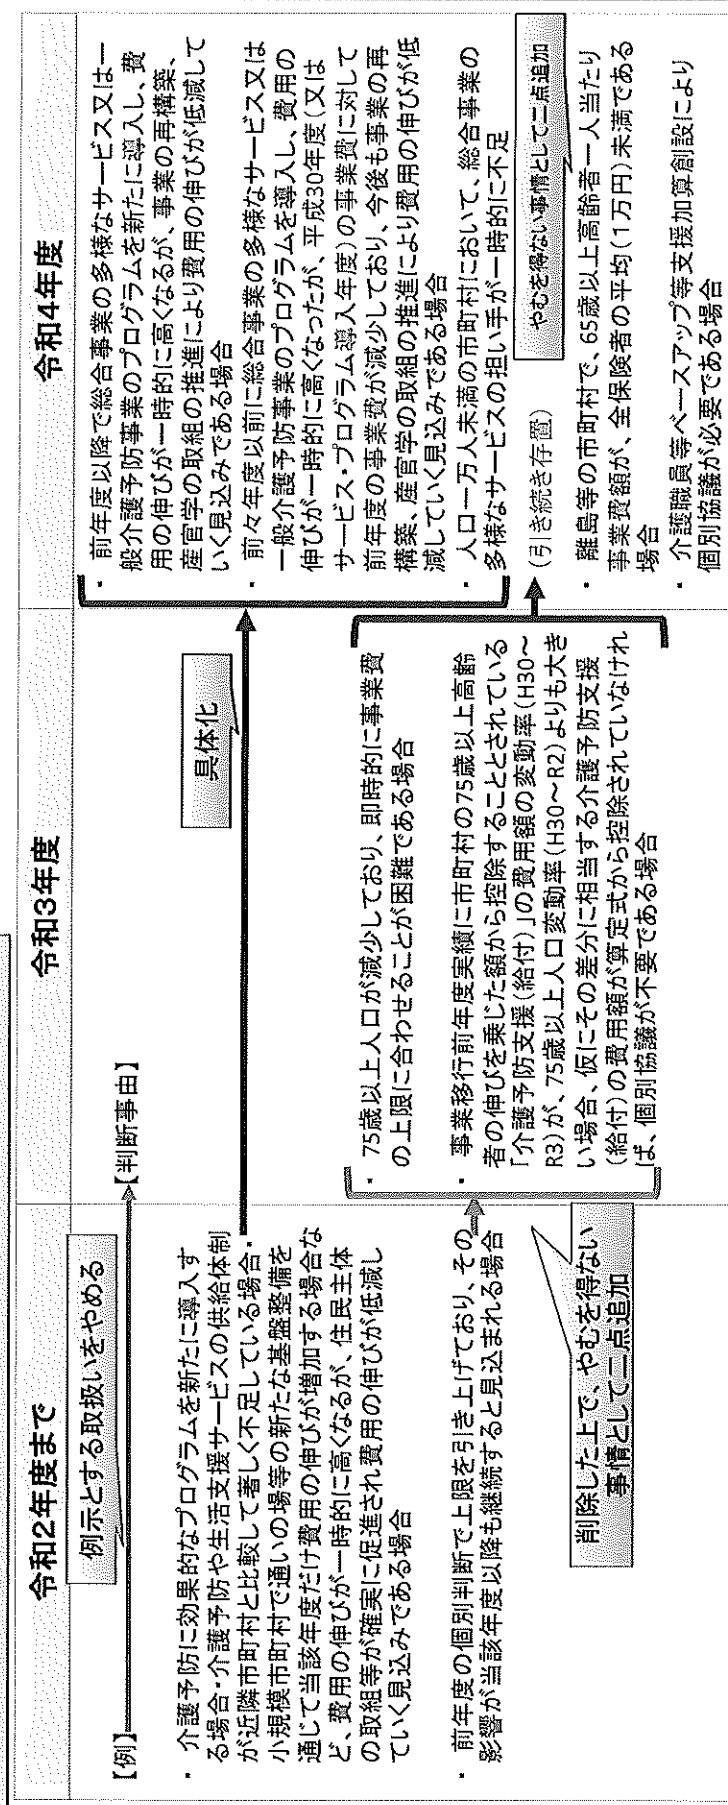 令和2年度まで
例示とする取扱いをやめる
【例】
・ 介護予防に効果的なプログラムを新たに導入す
る場合・介護予防や生活支援サービスの供給体制
が近隣市町村と比較して著しく不足している場合・
小規模市町村で通いの場等の新たな基盤整備を
通じて当該年度だけ費用の伸びが増加する場合な
ど、費用の伸びが一時的に高くなるが、住民主体
の取組等が確実に促進され費用の伸びが低減し
ていく見込みである場合
・ 前年度の個別判断で上限を引き上げており、その
影響が当該年度以降も継続すると見込まれる場合
削除した上で、やむを得ない
事情として二点追加
令和3年度
【判断事由】
具体化
・ 75歳以上人口が減少しており、即時的に事業費
の上限に合わせることが困難である場合
・ 事業移行前年度実績に市町村の75歳以上高齢
者の伸びを乗じた額から控除することとされている
「介護予防支援(給付)」の費用額の変動率(H30～
R3)が、75歳以上人口変動率(H30～R2)よりも大き
い場合、仮にその差分に相当する介護予防支援
(給付)の費用額が算定式から控除されていなけれ
ば、個別協議が不要である場合
令和4年度
・ 前年度以降で総合事業の多様なサービス又は一
般介護予防事業のプログラムを新たに導入し、費
用の伸びが一時的に高くなるが、事業の再構築、
産官学の取組の推進により費用の伸びが低減して
いく見込みである場合
・ 前々年度以前に総合事業の多様なサービス又は
一般介護予防事業のプログラムを導入し、費用の
伸びが一時的に高くなったが、平成30年度(又は
サービス・プログラム導入年度)の事業費に対して
前年度の事業費が減少しており、今後も事業の再
構築、産官学の取組の推進により費用の伸びが低
減していく見込みである場合
・ 人口一万人未満の市町村において、総合事業の
多様なサービスの担い手が一時的に不足
(引き続き存置)
やむを得ない事情として二点追加
・ 離島等の市町村で、65歳以上高齢者一人当たり
事業費額が、全保険者の平均(1万円)未満である
場合
・ 介護職員等ベースアップ等支援加算創設により
個別協議が必要である場合